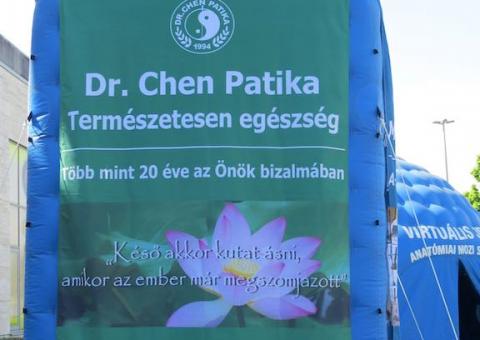 DR. CHEN PATIKA
1994
Dr. Chen Patika
Természetesen egészség
Több mint 20 éve az Önök bizalmában
„Késő akkor kutat ásni,
amikor az ember már megszomjazott"
VIRTUÁLIS
ANATÓMIAI MOZI